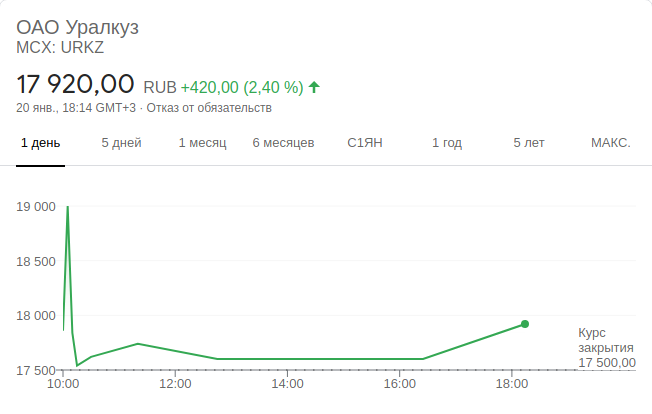 ОАО Уралкуз
MCX: URKZ
17 920,00 RUB +420,00 (2,40 %)
20 янв., 18:14 GMT+3 · Отказ от обязательств
1 день 5 дней 1 месяц 6 месяцев С1ЯН 1 год 5 лет МАКС.
19 000
18 500
18 000
Курс
закрытия
17 500,00
17 500
10:00 12:00 14:00 16:00 18:00